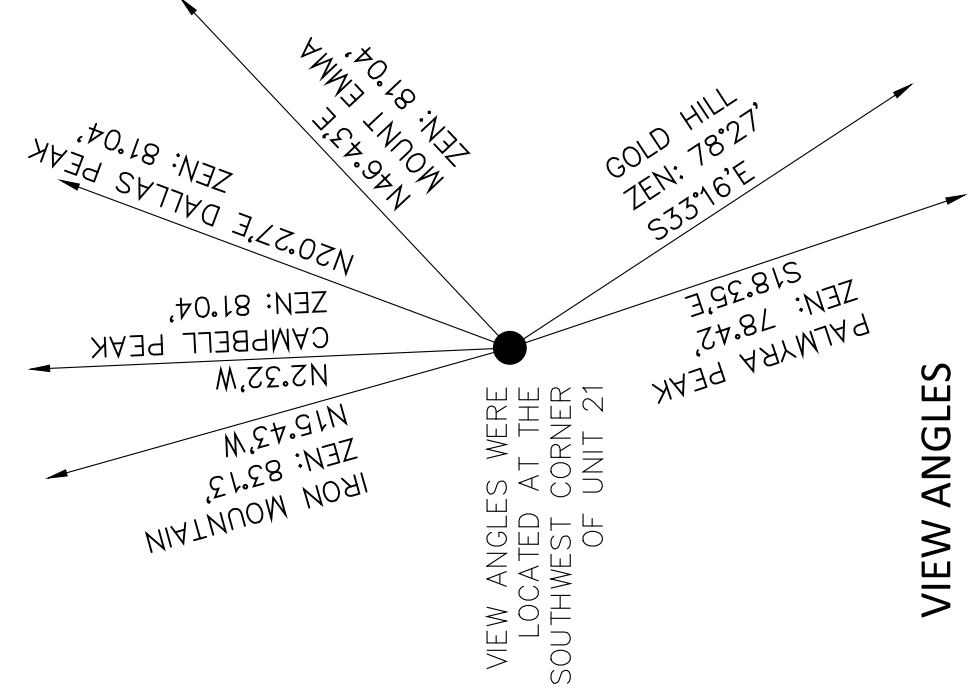 IRON MOUNTAIN
ZEN: 83°13'
N15°43'W
N2°32'W
CAMPBELL PEAK
ZEN: 81°04'
N20°27'E DALLAS PEAK
ZEN: 81°04'
N46°43'E
MOUNT EMMA
ZEN: 81°04'
GOLD HILL
ZEN: 78°27'
S33°16'E
S18°35'E
ZEN: 78°42'
PALMYRA PEAK
VIEW ANGLES WERE
LOCATED AT THE
SOUTHWEST CORNER
OF UNIT 21
VIEW ANGLES